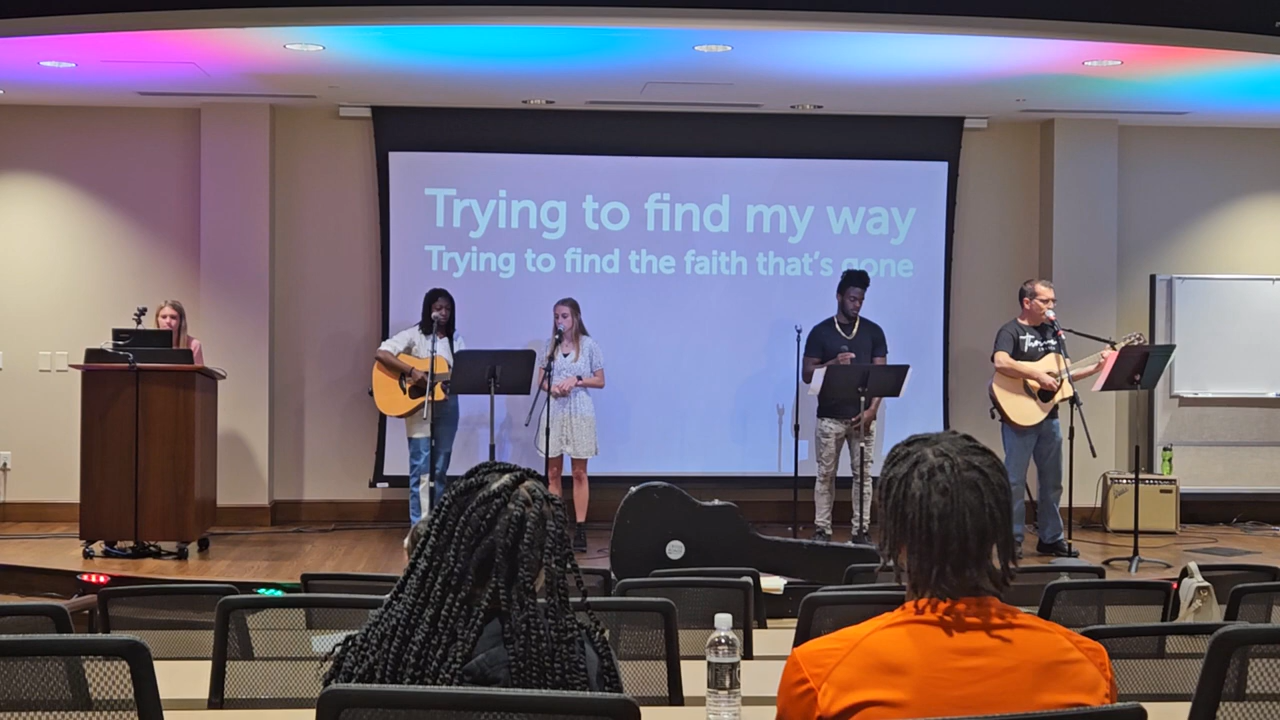 Trying to find my way
Trying to find the faith that's gone